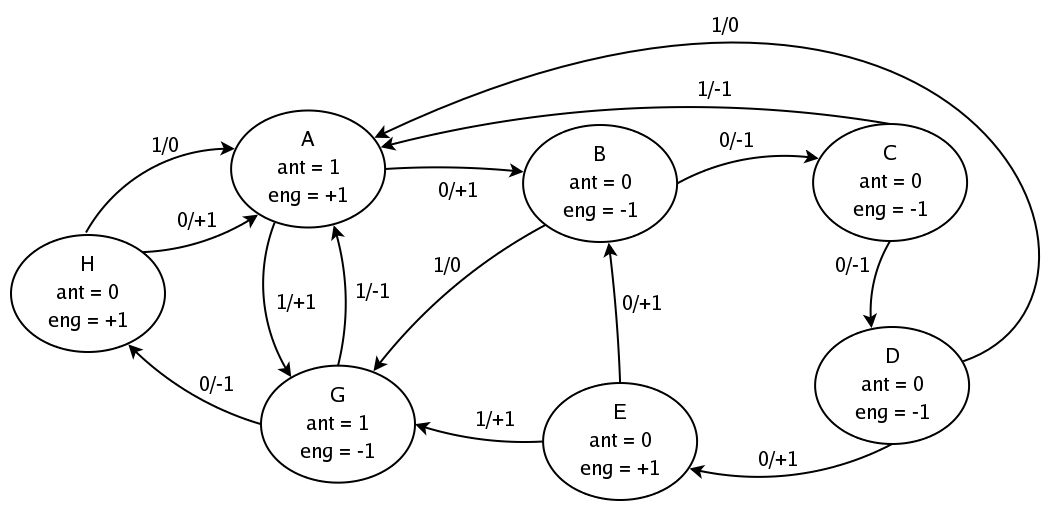 1/0
1/-1
A
ant = 1
eng = +1
B
ant = 0
eng = -1
C
ant = 0
eng = -1
1/0
0/-1
0/+1
0/+1
H
ant = 0
eng = +1
1/0
0/-1
1/+1
1/-1
0/+1
D
ant = 0
eng = -1
0/-1
G
ant = 1
eng = -1
1/+1
E
ant = 0
eng = +1
0/+1